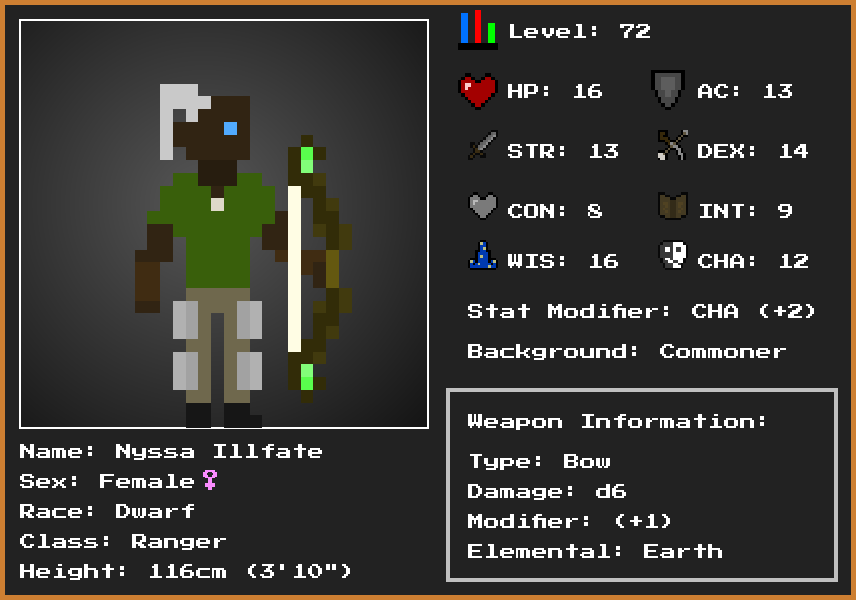 Level: 72
HP: 16
AC: 13
STR: 13
DEX: 14
CON: 8
INT: 9
WIS: 16
CHA: 12
Stat Modifier: CHA (+2)
Background: Commoner
Weapon Information:
Type: Bow
Damage: d6
Modifier: (+1)
Elemental: Earth
Name: Nyssa Illfate
Sex: Female♀
Race: Dwarf
Class: Ranger
Height: 116cm (3'10")